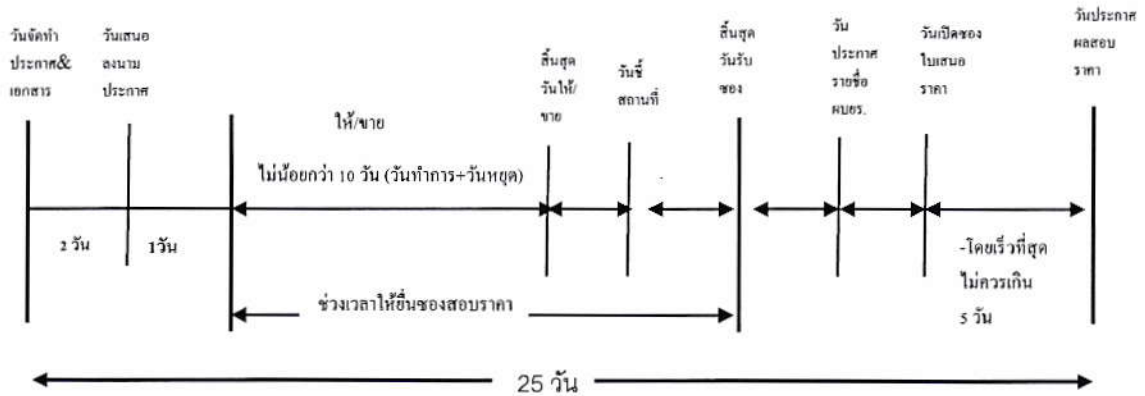 วันจัดทำ
ประกาศ&
เอกสาร
วันเสนอ
ลงนาม
ประกาศ
ให้/ขาย
ไม่น้อยกว่า 10 วัน (วันทำการ+วันหยุด)
สิ้นสุด
วันให้/
ขาย
วันชี้
สถานที่
สิ้นสุด
วันรับ
ซอง
วัน
ประกาศ
รายชื่อ
ผบยร.
วันเปิดซอง
ใบเสนอ
ราคา
วันประกาศ
ผลสอบ
ราคา
2 วัน
1วัน
ช่วงเวลาให้ยื่นซองสอบราคา
-โดยเร็วที่สุด
ไม่ควรเกิน
5 วัน
25 วัน